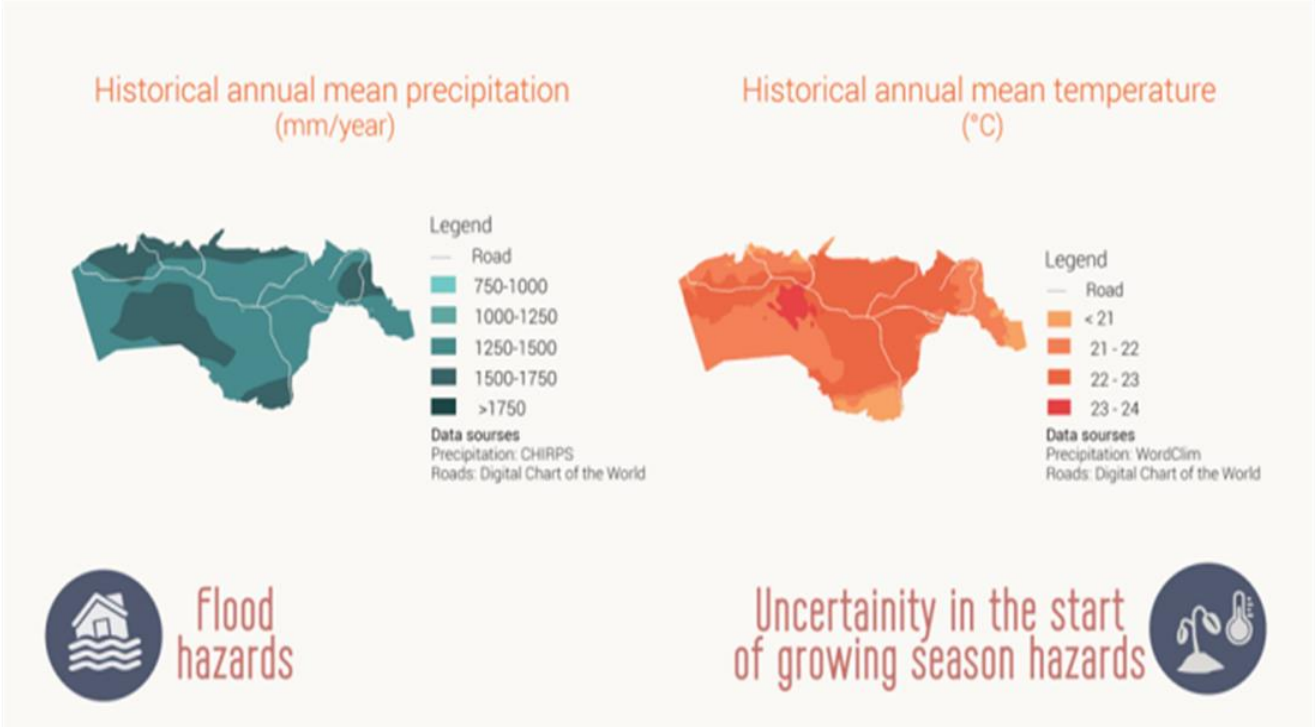 Historical annual mean precipitation
(mm/year)
Legend
Road
750-1000
1000-1250
1250-1500
1500-1750
>1750
Data sourses
Precipitation: CHIRPS
Roads: Digital Chart of the World
Historical annual mean temperature
(°C)
Legend
Road
< 21
21 - 22
22 - 23
23 - 24
Data sourses
Precipitation: WordClim
Roads: Digital Chart of the World
Flood
hazards
Uncertainity in the start
of growing season hazards